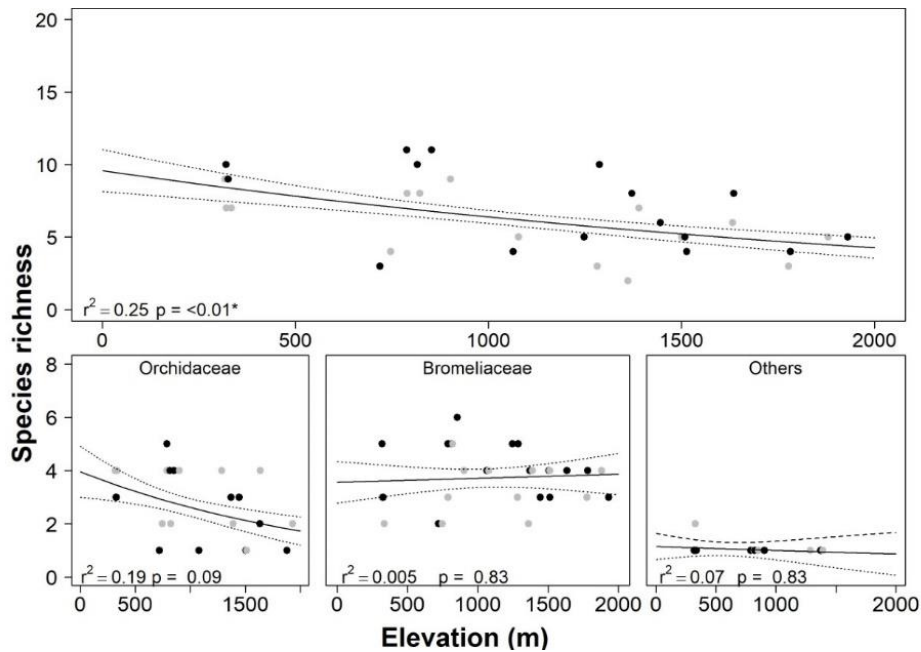 Species richness
20
15
10
5
0
r² = 0.25 p = <0.01*
0 500 1000 1500 2000
8
6
4
2
0
Orchidaceae
r² = 0.19 p = 0.09
0 500 1500
Bromeliaceae
r² = 0.005 p = 0.83
0 500 1000 1500 2000
Others
r² = 0.07 p = 0.83
0 500 1000 2000
Elevation (m)